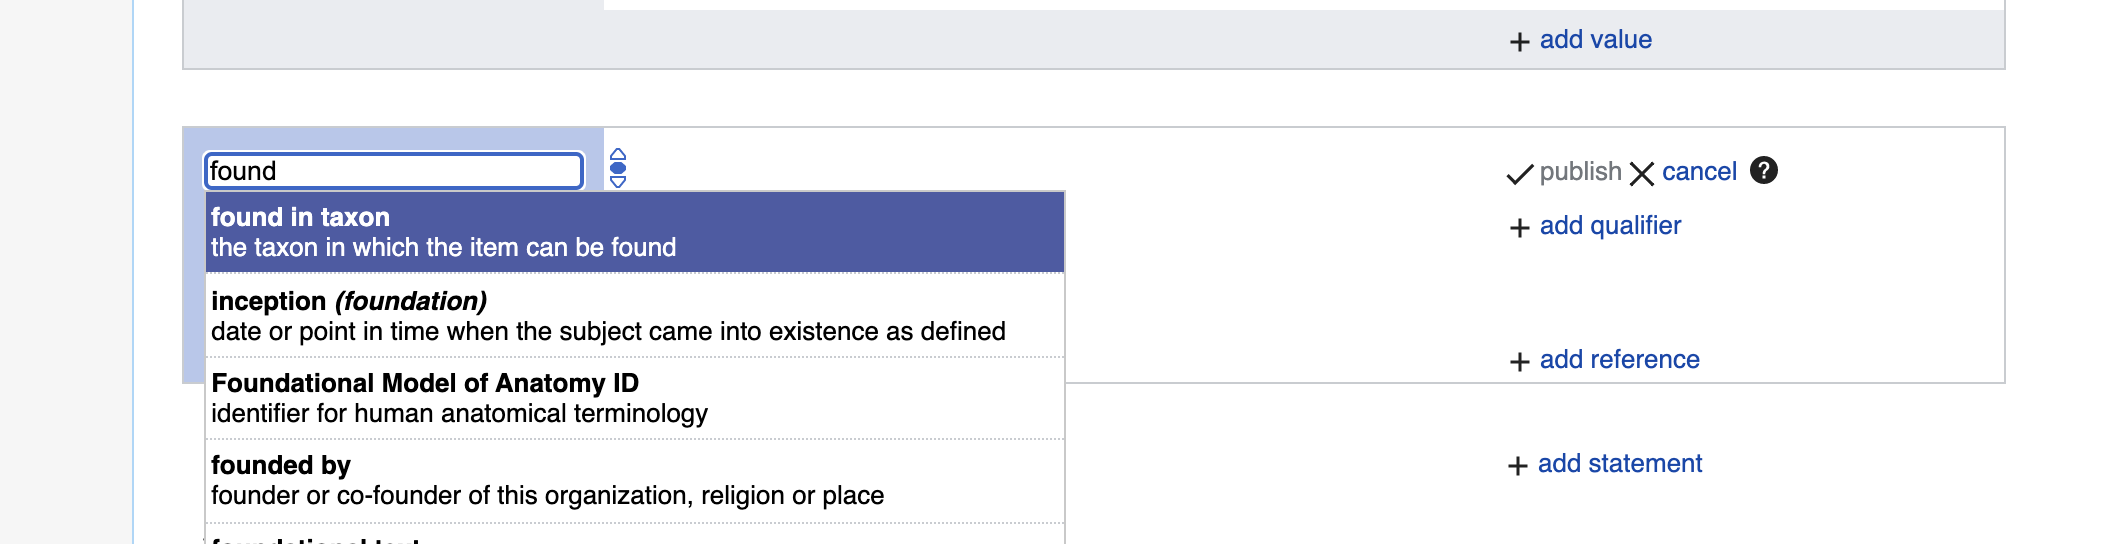 + add value
found
publish cancel ?
found in taxon
the taxon in which the item can be found
+ add qualifier
inception (foundation)
date or point in time when the subject came into existence as defined
+ add reference
Foundational Model of Anatomy ID
identifier for human anatomical terminology
founded by
founder or co-founder of this organization, religion or place
+ add statement
foundational text